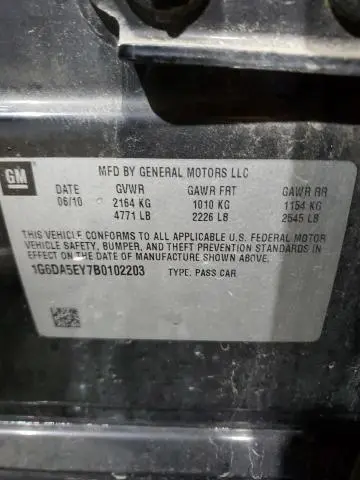 GM
MFD BY GENERAL MOTORS LLC
DATE GVWR GAWR FRT GAWR RR
06/10 2164 KG 1010 KG 1154 KG
4771 LB 2226 LB 2545 LB
THIS VEHICLE CONFORMS TO ALL APPLICABLE U.S. FEDERAL MOTOR
VEHICLE SAFETY, BUMPER, AND THEFT PREVENTION STANDARDS IN
EFFECT ON THE DATE OF MANUFACTURE SHOWN ABOVE.
1G6DA5EY7B0102203 TYPE: PASS CAR